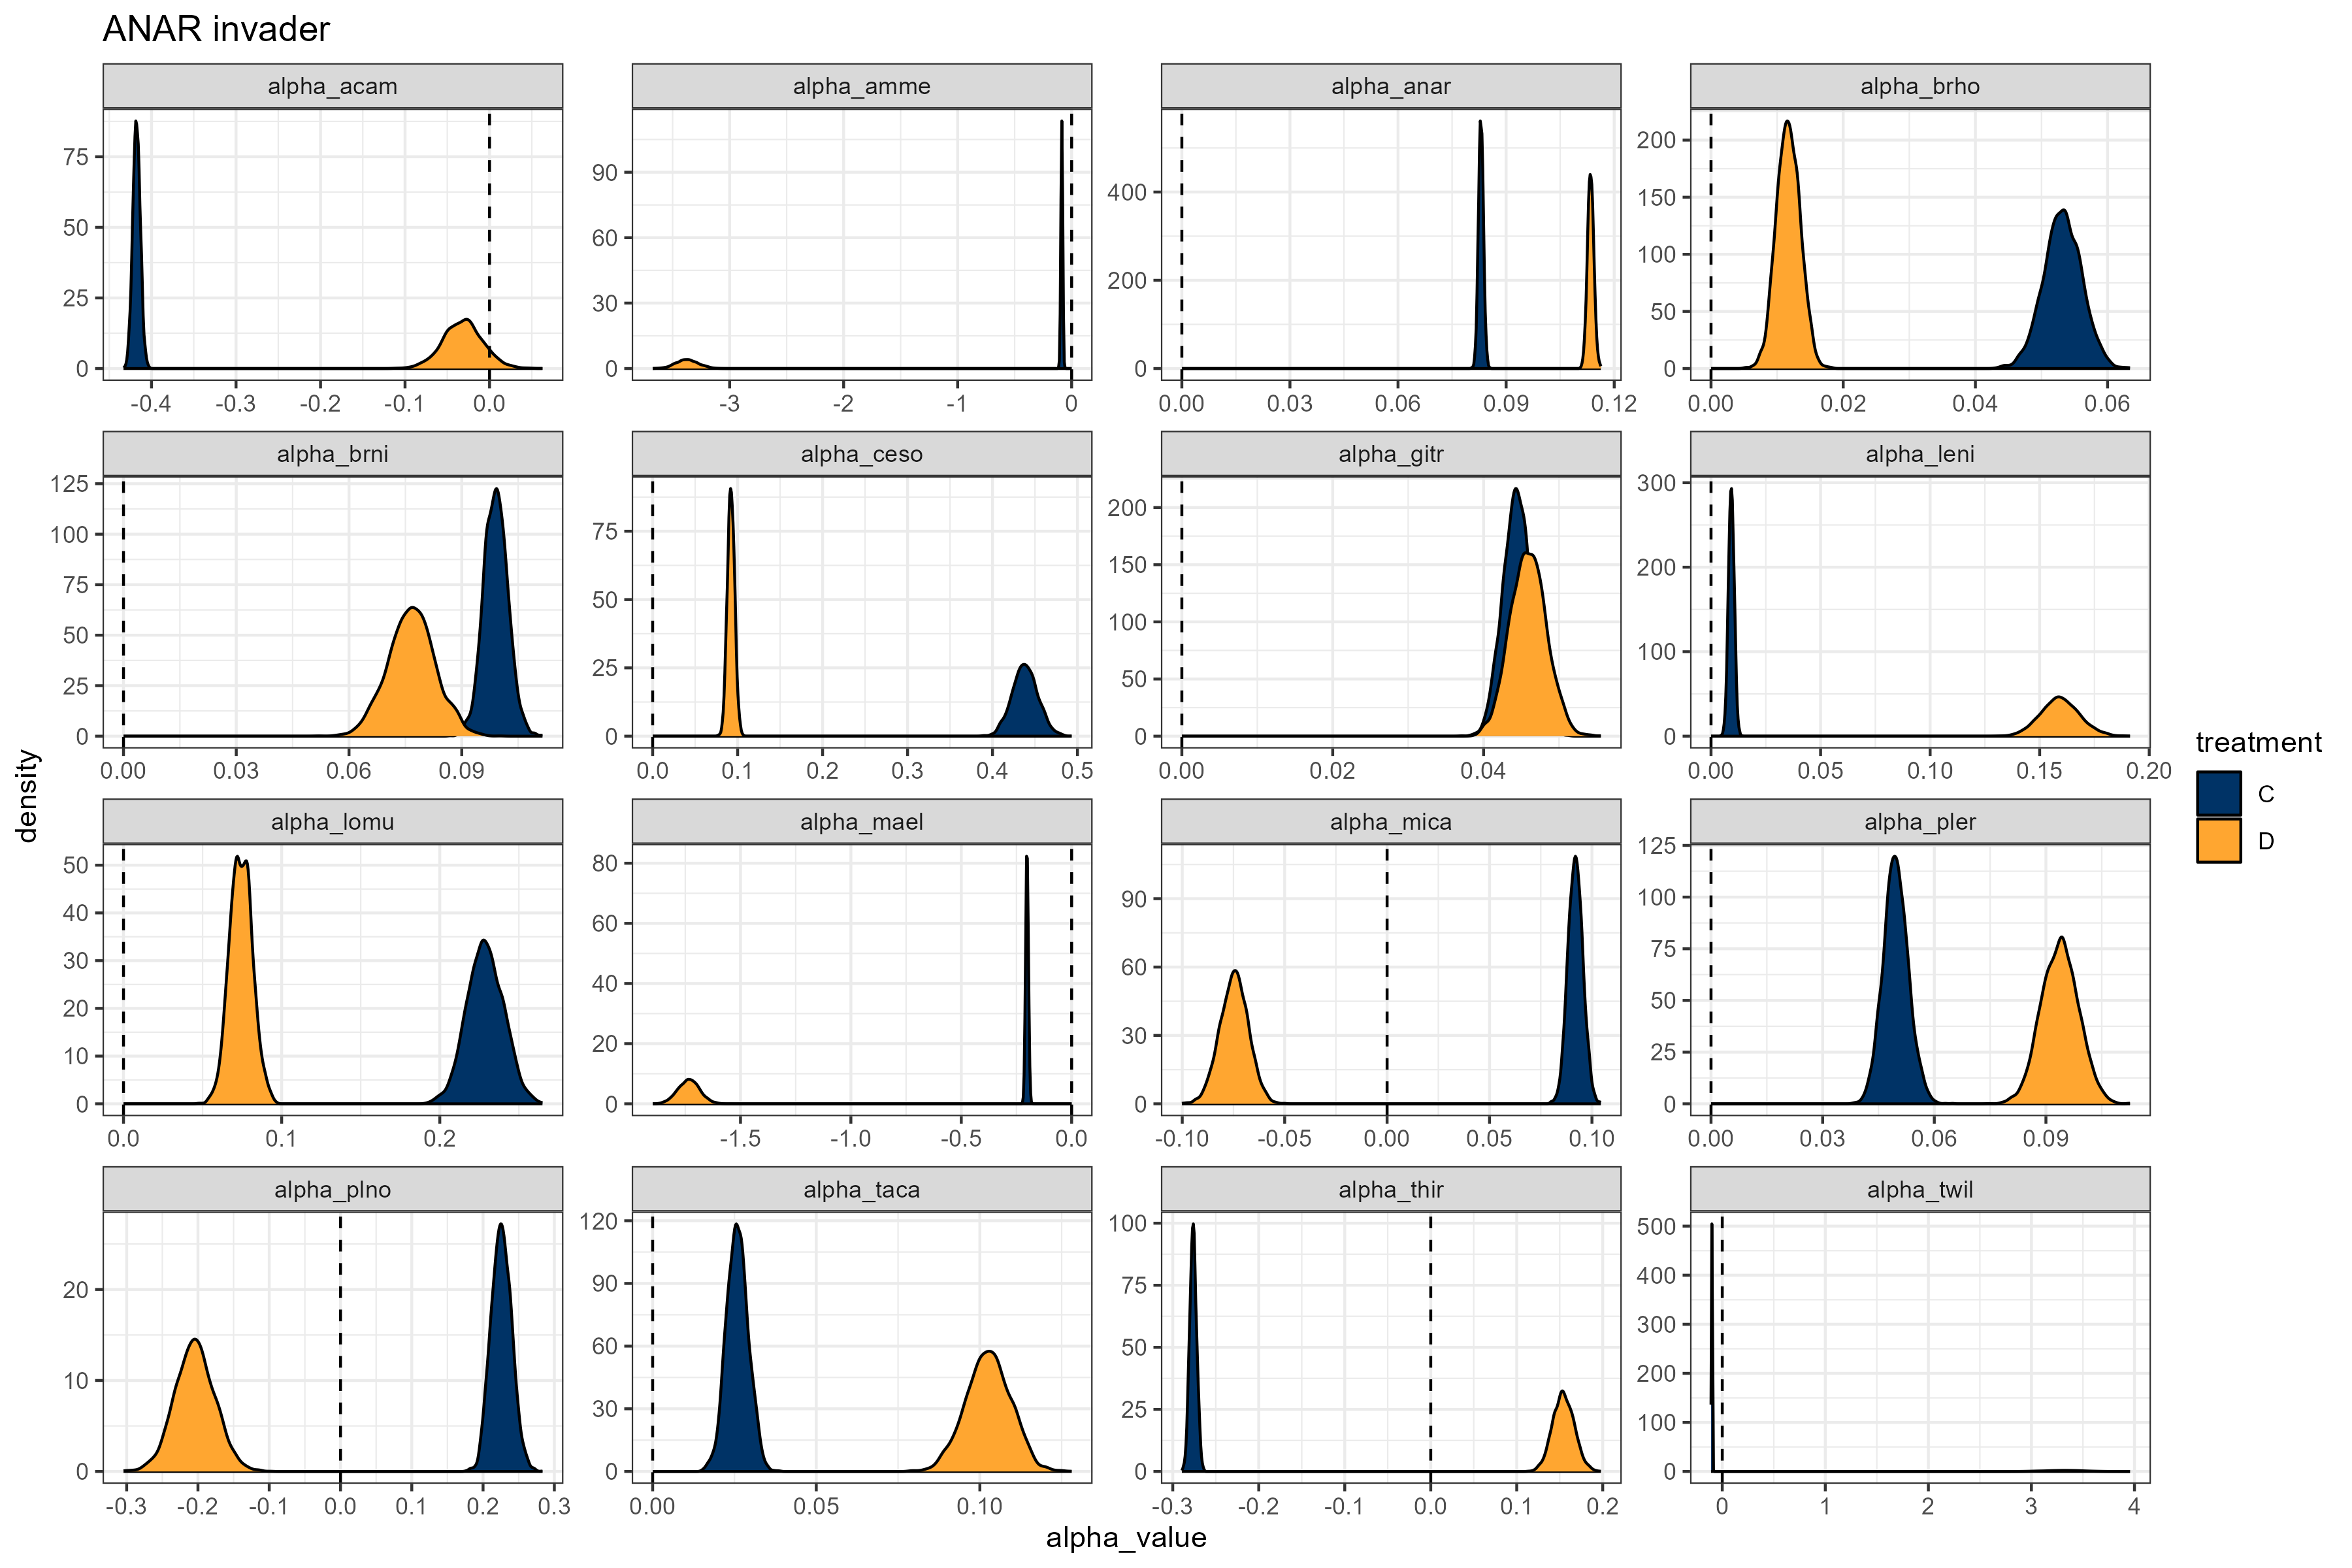 ANAR invader
alpha_acam alpha_amme alpha_anar alpha_brho
75
50
25
0
-0.4 -0.3 -0.2 -0.1 0.0
90
60
30
0
-3 -2 -1 0
400
200
0
0.00 0.03 0.06 0.09 0.12
200
150
100
50
0
0.00 0.02 0.04 0.06
alpha_brni alpha_ceso alpha_gitr alpha_leni
125
100
75
50
25
0
0.00 0.03 0.06 0.09
75
50
25
0
0.0 0.1 0.2 0.3 0.4 0.5
200
150
100
50
0
0.00 0.02 0.04
300
200
100
0
0.00 0.05 0.10 0.15 0.20
alpha_lomu alpha_mael alpha_mica alpha_pler
50
40
30
20
10
0
0.0 0.1 0.2
80
60
40
20
0
-1.5 -1.0 -0.5 0.0
90
60
30
0
-0.10 -0.05 0.00 0.05 0.10
125
100
75
50
25
0
0.00 0.03 0.06 0.09
alpha_plno alpha_taca alpha_thir alpha_twil
20
10
0
-0.3 -0.2 -0.1 0.0 0.1 0.2 0.3
120
90
60
30
0
0.00 0.05 0.10
100
75
50
25
0
-0.3 -0.2 -0.1 0.0 0.1 0.2
500
400
300
200
100
0
0 1 2 3 4
density
alpha_value
treatment
C
D